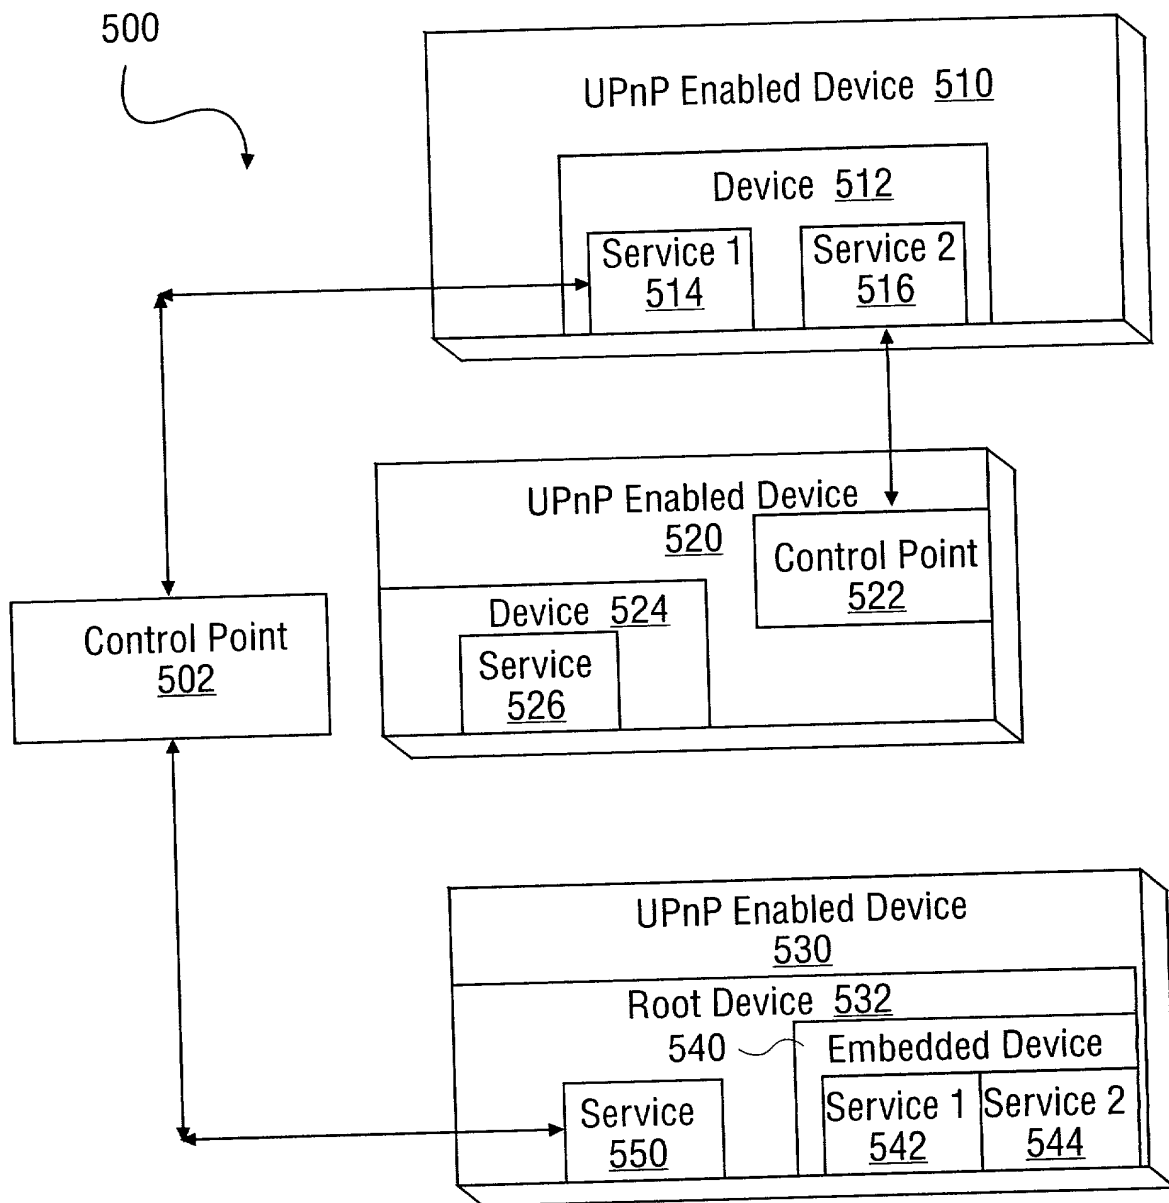 500
UPnP Enabled Device 510
Device 512
Service 1
514
Service 2
516
UPnP Enabled Device
520
Control Point
522
Device 524
Service
526
Control Point
502
UPnP Enabled Device
530
Root Device 532
540
Embedded Device
Service 1
542
Service 2
544
Service
550